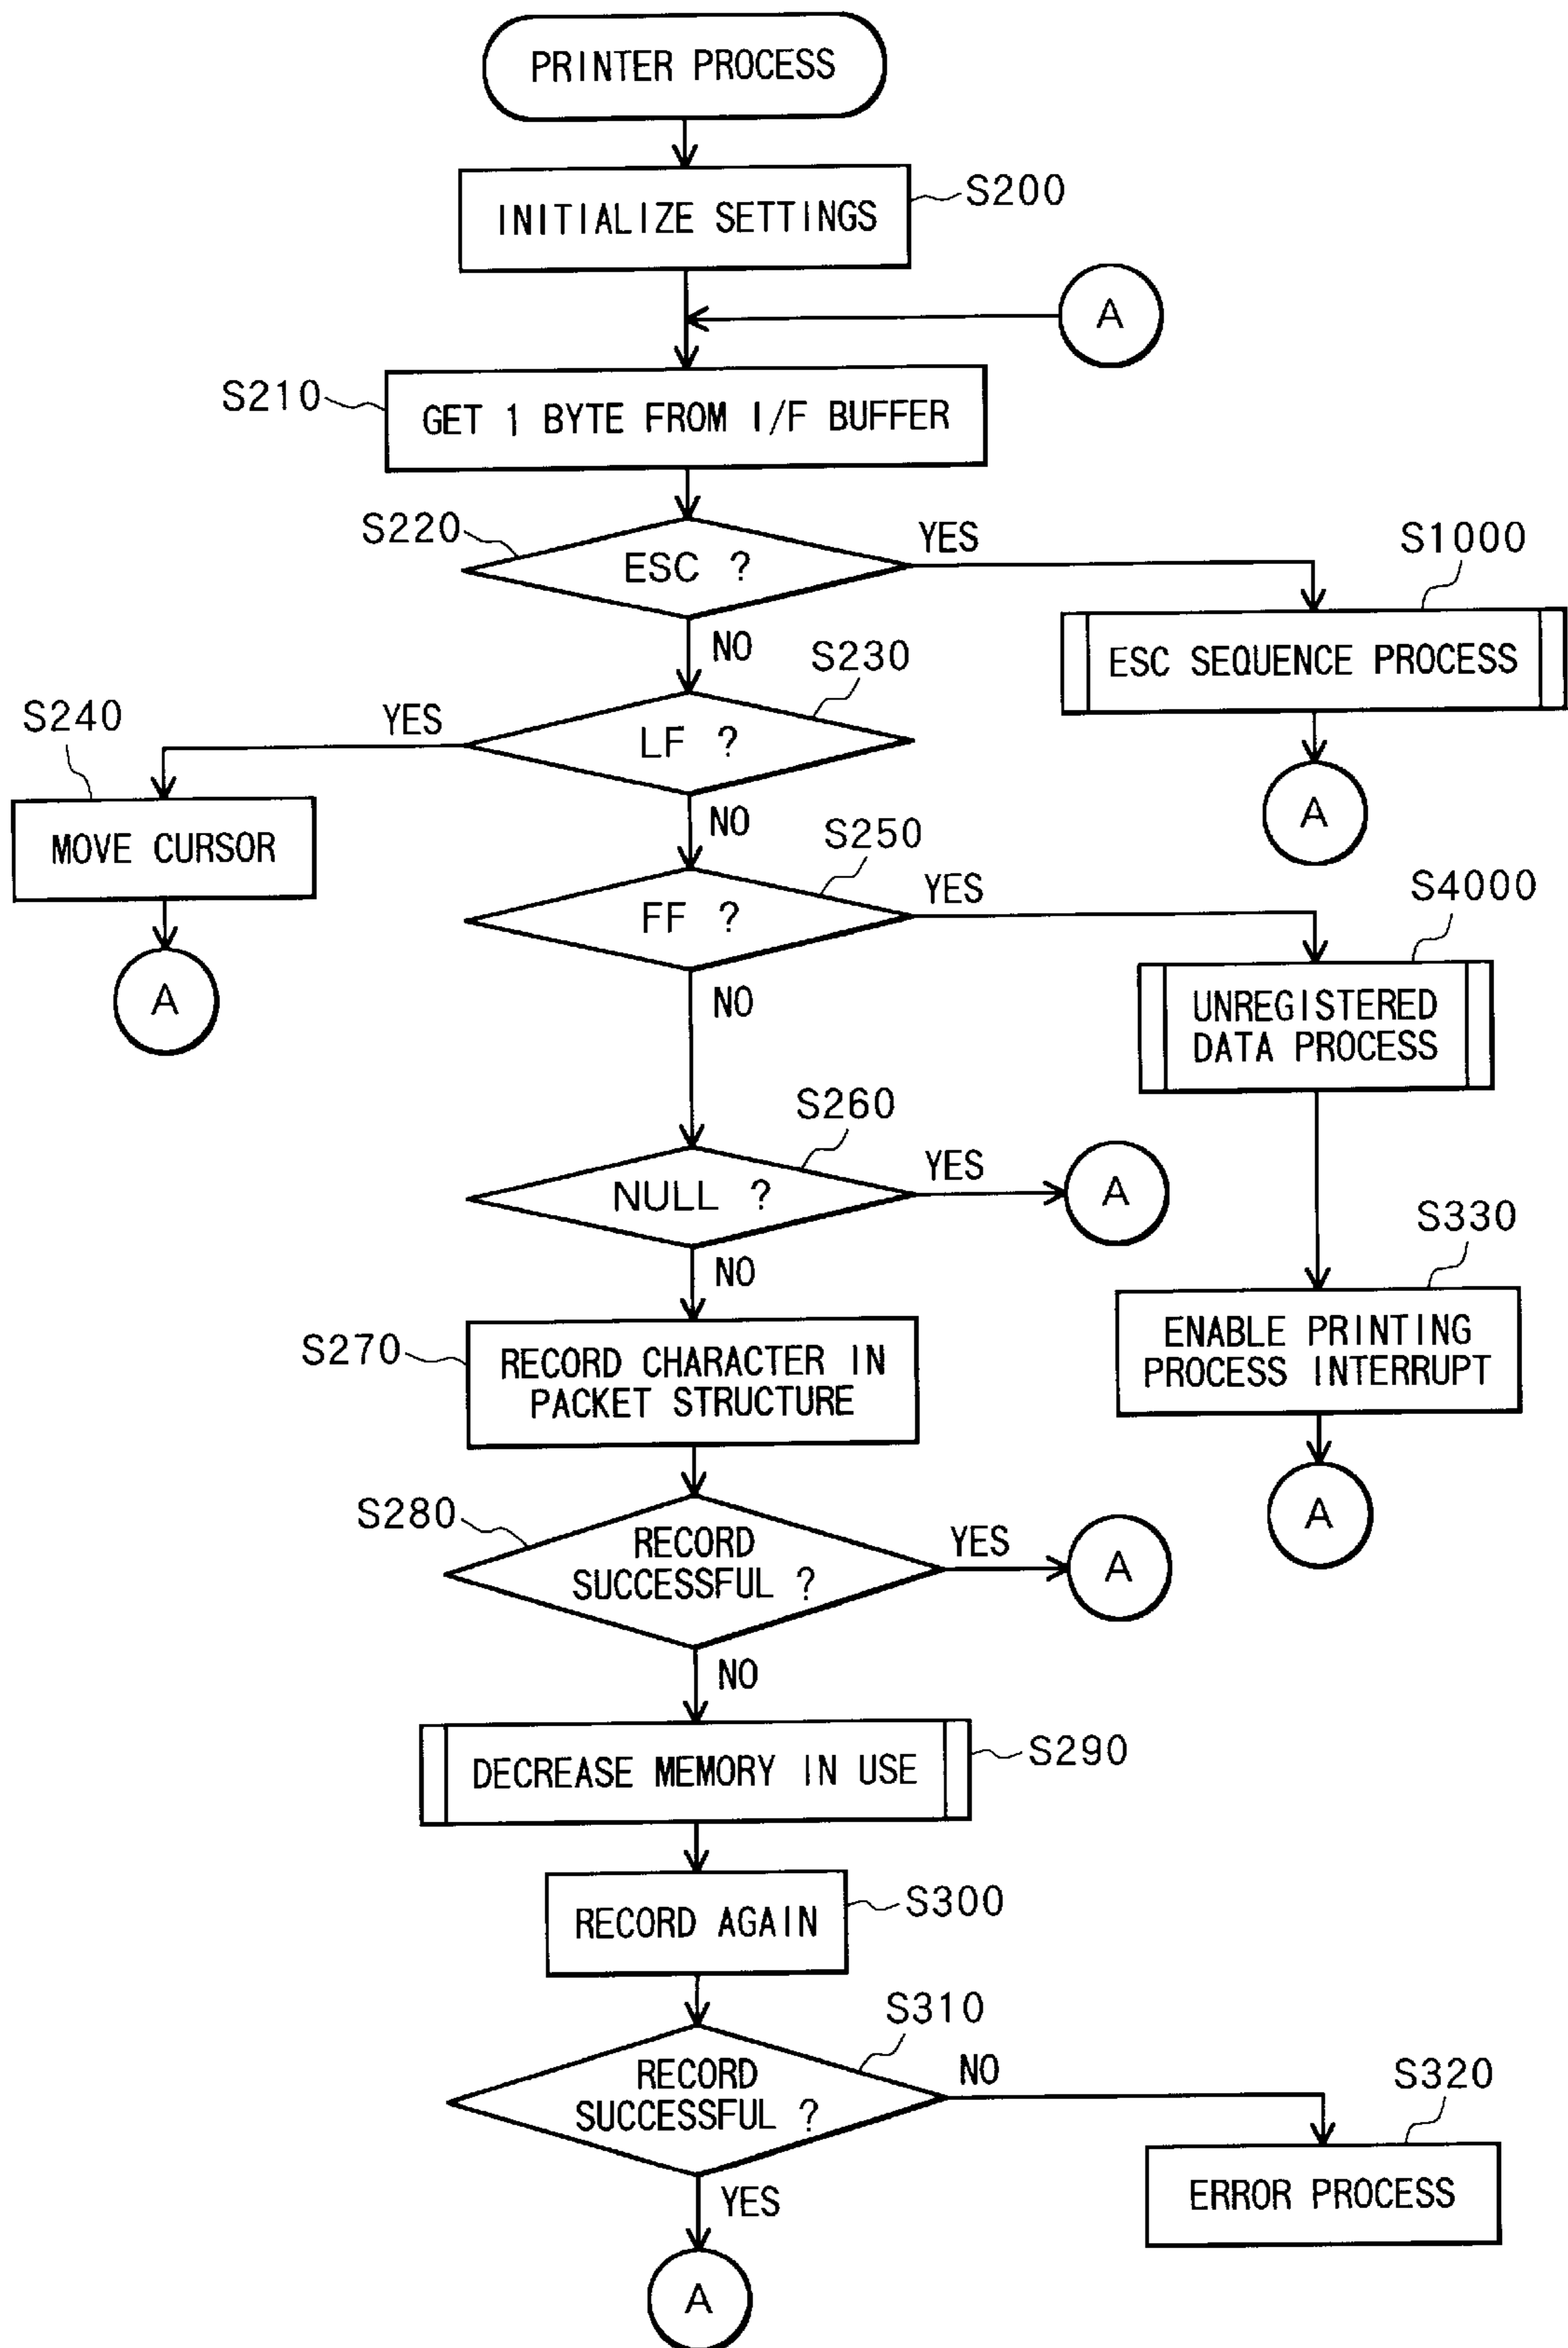 PRINTER PROCESS
S200
INITIALIZE SETTINGS
A
S210
GET 1 BYTE FROM I/F BUFFER
S220
ESC ?
YES
S1000
NO
ESC SEQUENCE PROCESS
A
S230
LF ?
YES
S240
MOVE CURSOR
A
NO
S250
FF ?
YES
S4000
UNREGISTERED
DATA PROCESS
NO
S260
NULL ?
YES
A
S330
ENABLE PRINTING
PROCESS INTERRUPT
A
NO
S270
RECORD CHARACTER IN
PACKET STRUCTURE
S280
RECORD
SUCCESSFUL ?
YES
A
NO
DECREASE MEMORY IN USE
S290
RECORD AGAIN
S300
S310
RECORD
SUCCESSFUL ?
NO
S320
ERROR PROCESS
YES
A